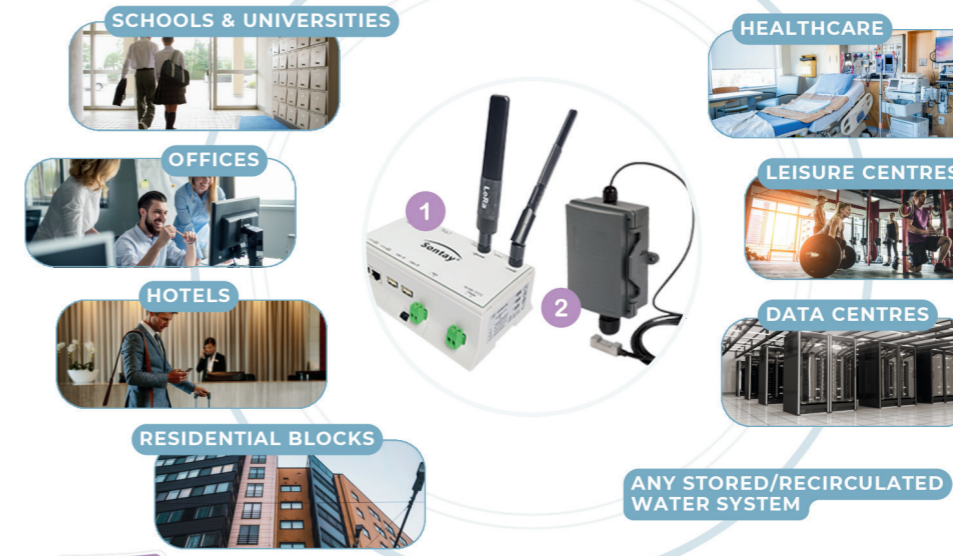 SCHOOLS & UNIVERSITIES
HEALTHCARE
OFFICES
LEISURE CENTRES
1
LoRa
Sontay
2
HOTELS
DATA CENTRES
RESIDENTIAL BLOCKS
ANY STORED/RECIRCULATED
WATER SYSTEM